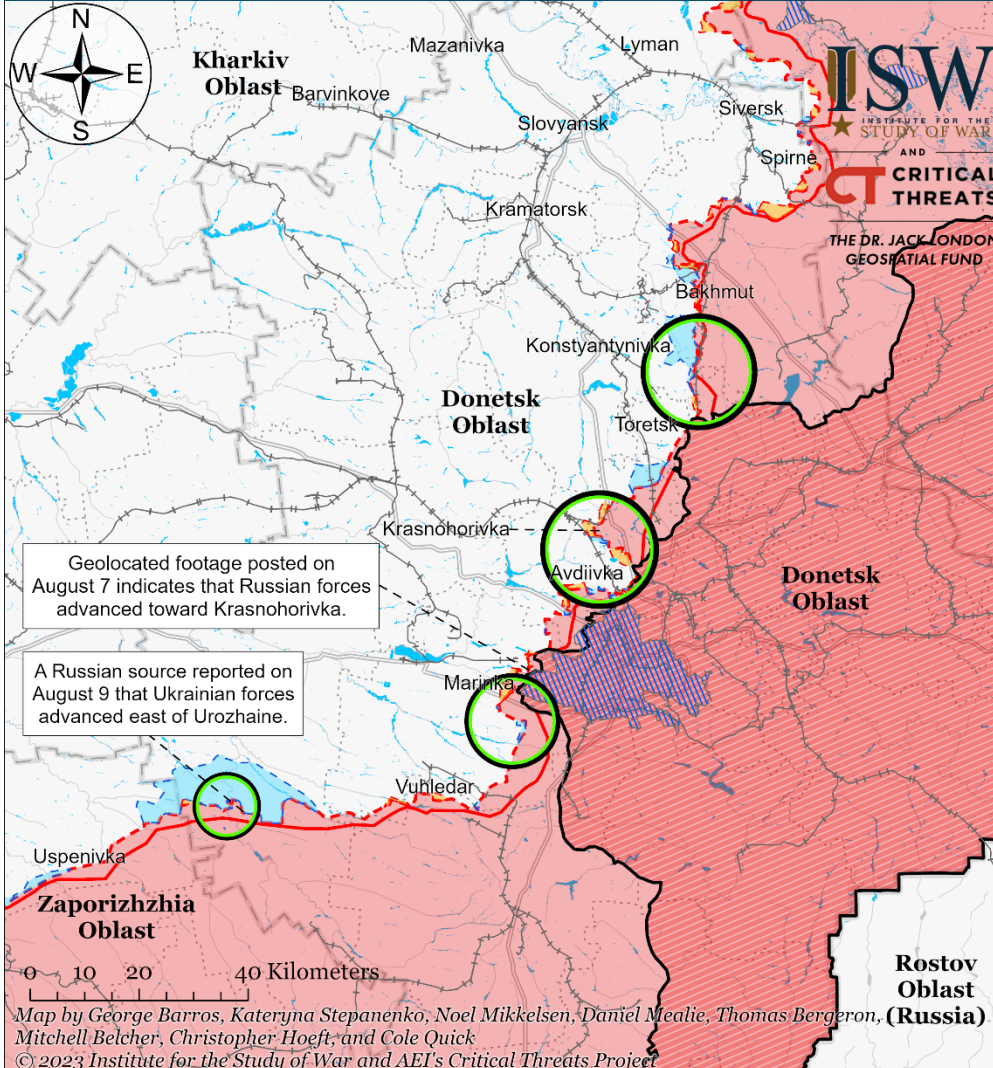 N
W
E
S
Kharkiv
Oblast
Mazanivka
Lyman
Barvinkove
Slovyansk
Siversk
Spirne
Kramatorsk
ISW
INSTITUTE FOR THE
STUDY OF WAR
AND
CT CRITICAL
THREATS
THE DR. JACK LONDON
GEOSPATIAL FUND
Bakhmut
Konstyantynivka
Donetsk
Oblast
Toretsk
Krasnohorivka
Avdiivka
Geolocated footage posted on
August 7 indicates that Russian forces
advanced toward Krasnohorivka.
Donetsk
Oblast
A Russian source reported on
August 9 that Ukrainian forces
advanced east of Urozhaine.
Marinka
Vuhledar
Uspenivka
Zaporizhzhia
Oblast
0 10 20 40 Kilometers
Rostov
Oblast
(Russia)
Map by George Barros, Kateryna Stepanenko, Noel Mikkelsen, Daniel Mealie, Thomas Bergeron,
Mitchell Belcher, Christopher Hoeft, and Cole Quick
© 2023 Institute for the Study of War and AEI's Critical Threats Project